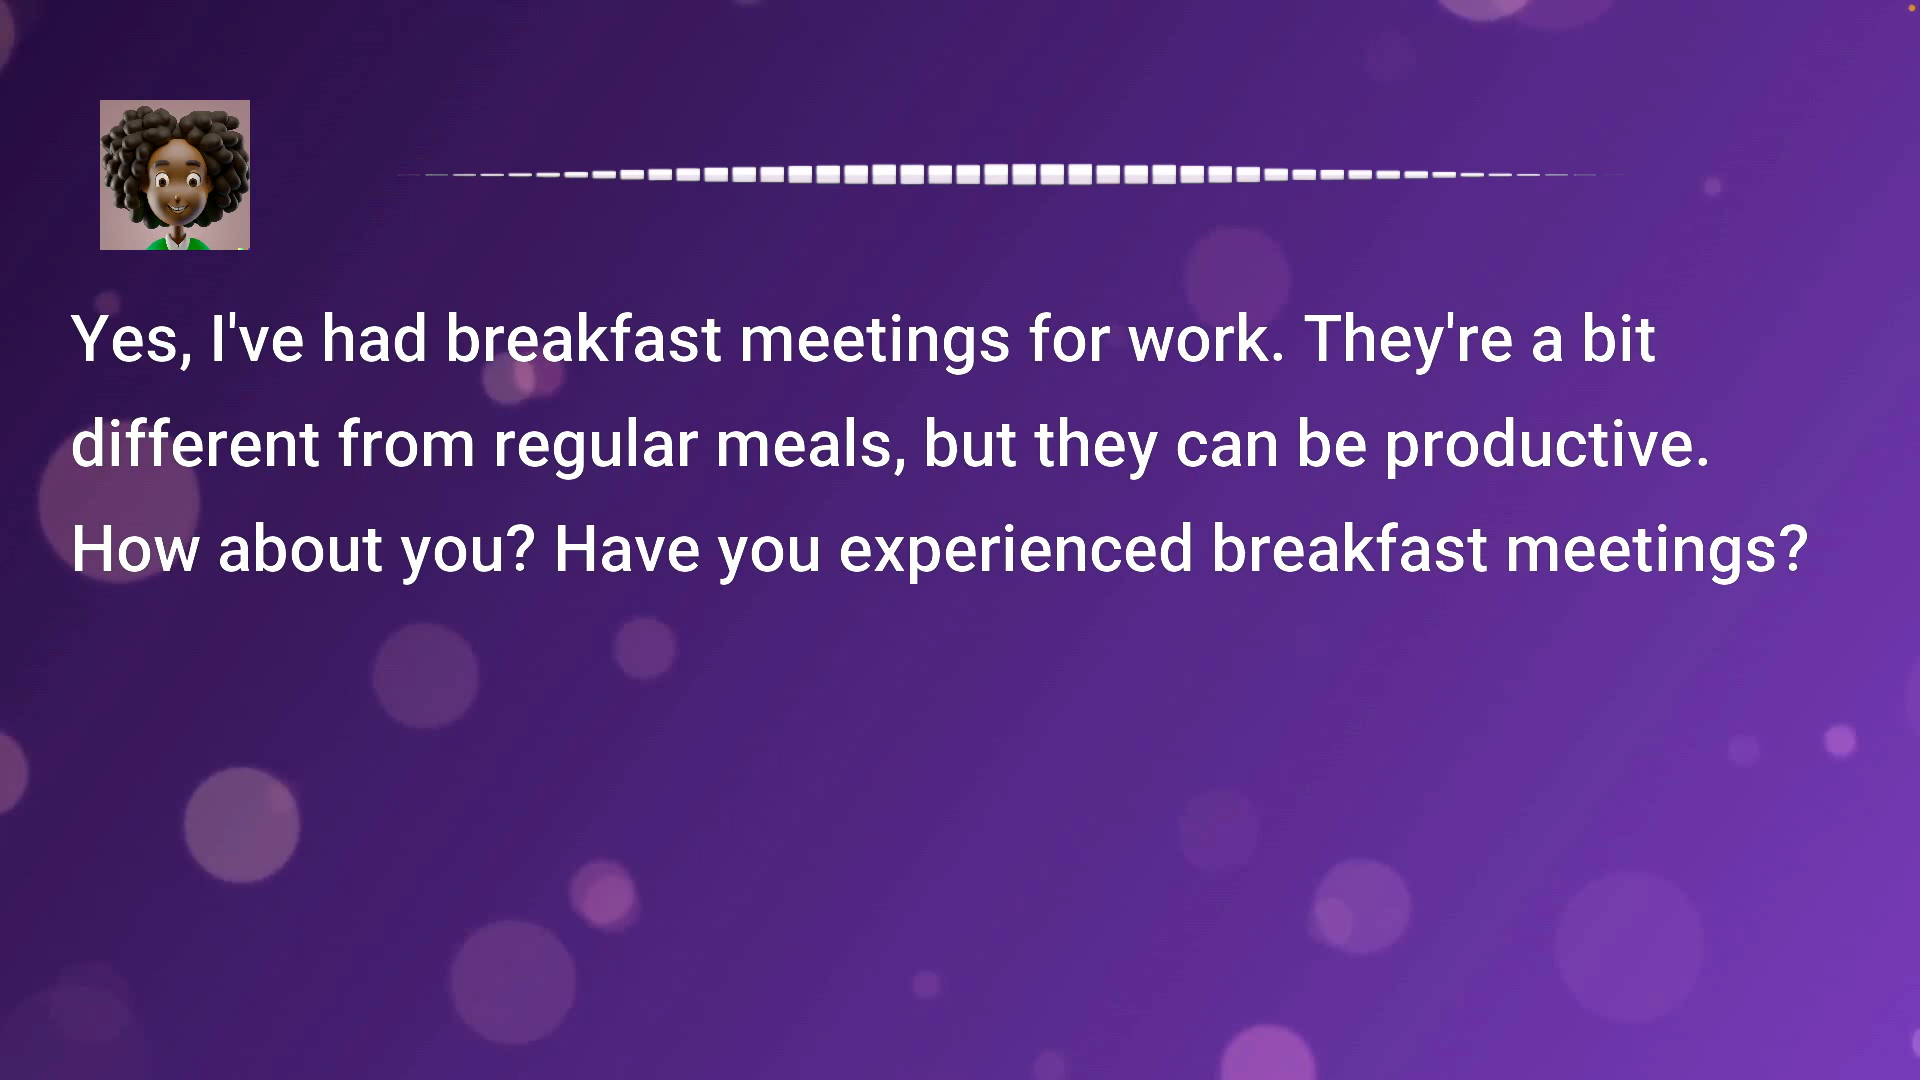 Yes, I've had breakfast meetings for work. They're a bit
different from regular meals, but they can be productive.
How about you? Have you experienced breakfast meetings?